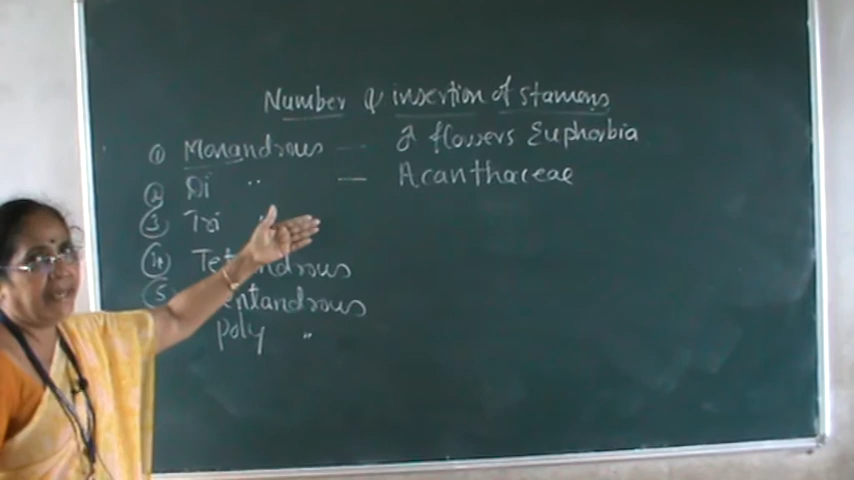 Number & insertion of stamens
① Monandrous — ♂ flowers Euphorbia
② Di " — Acanthaceae
③ Tri "
④ Tetrandrous
⑤ Pentandrous
Poly "